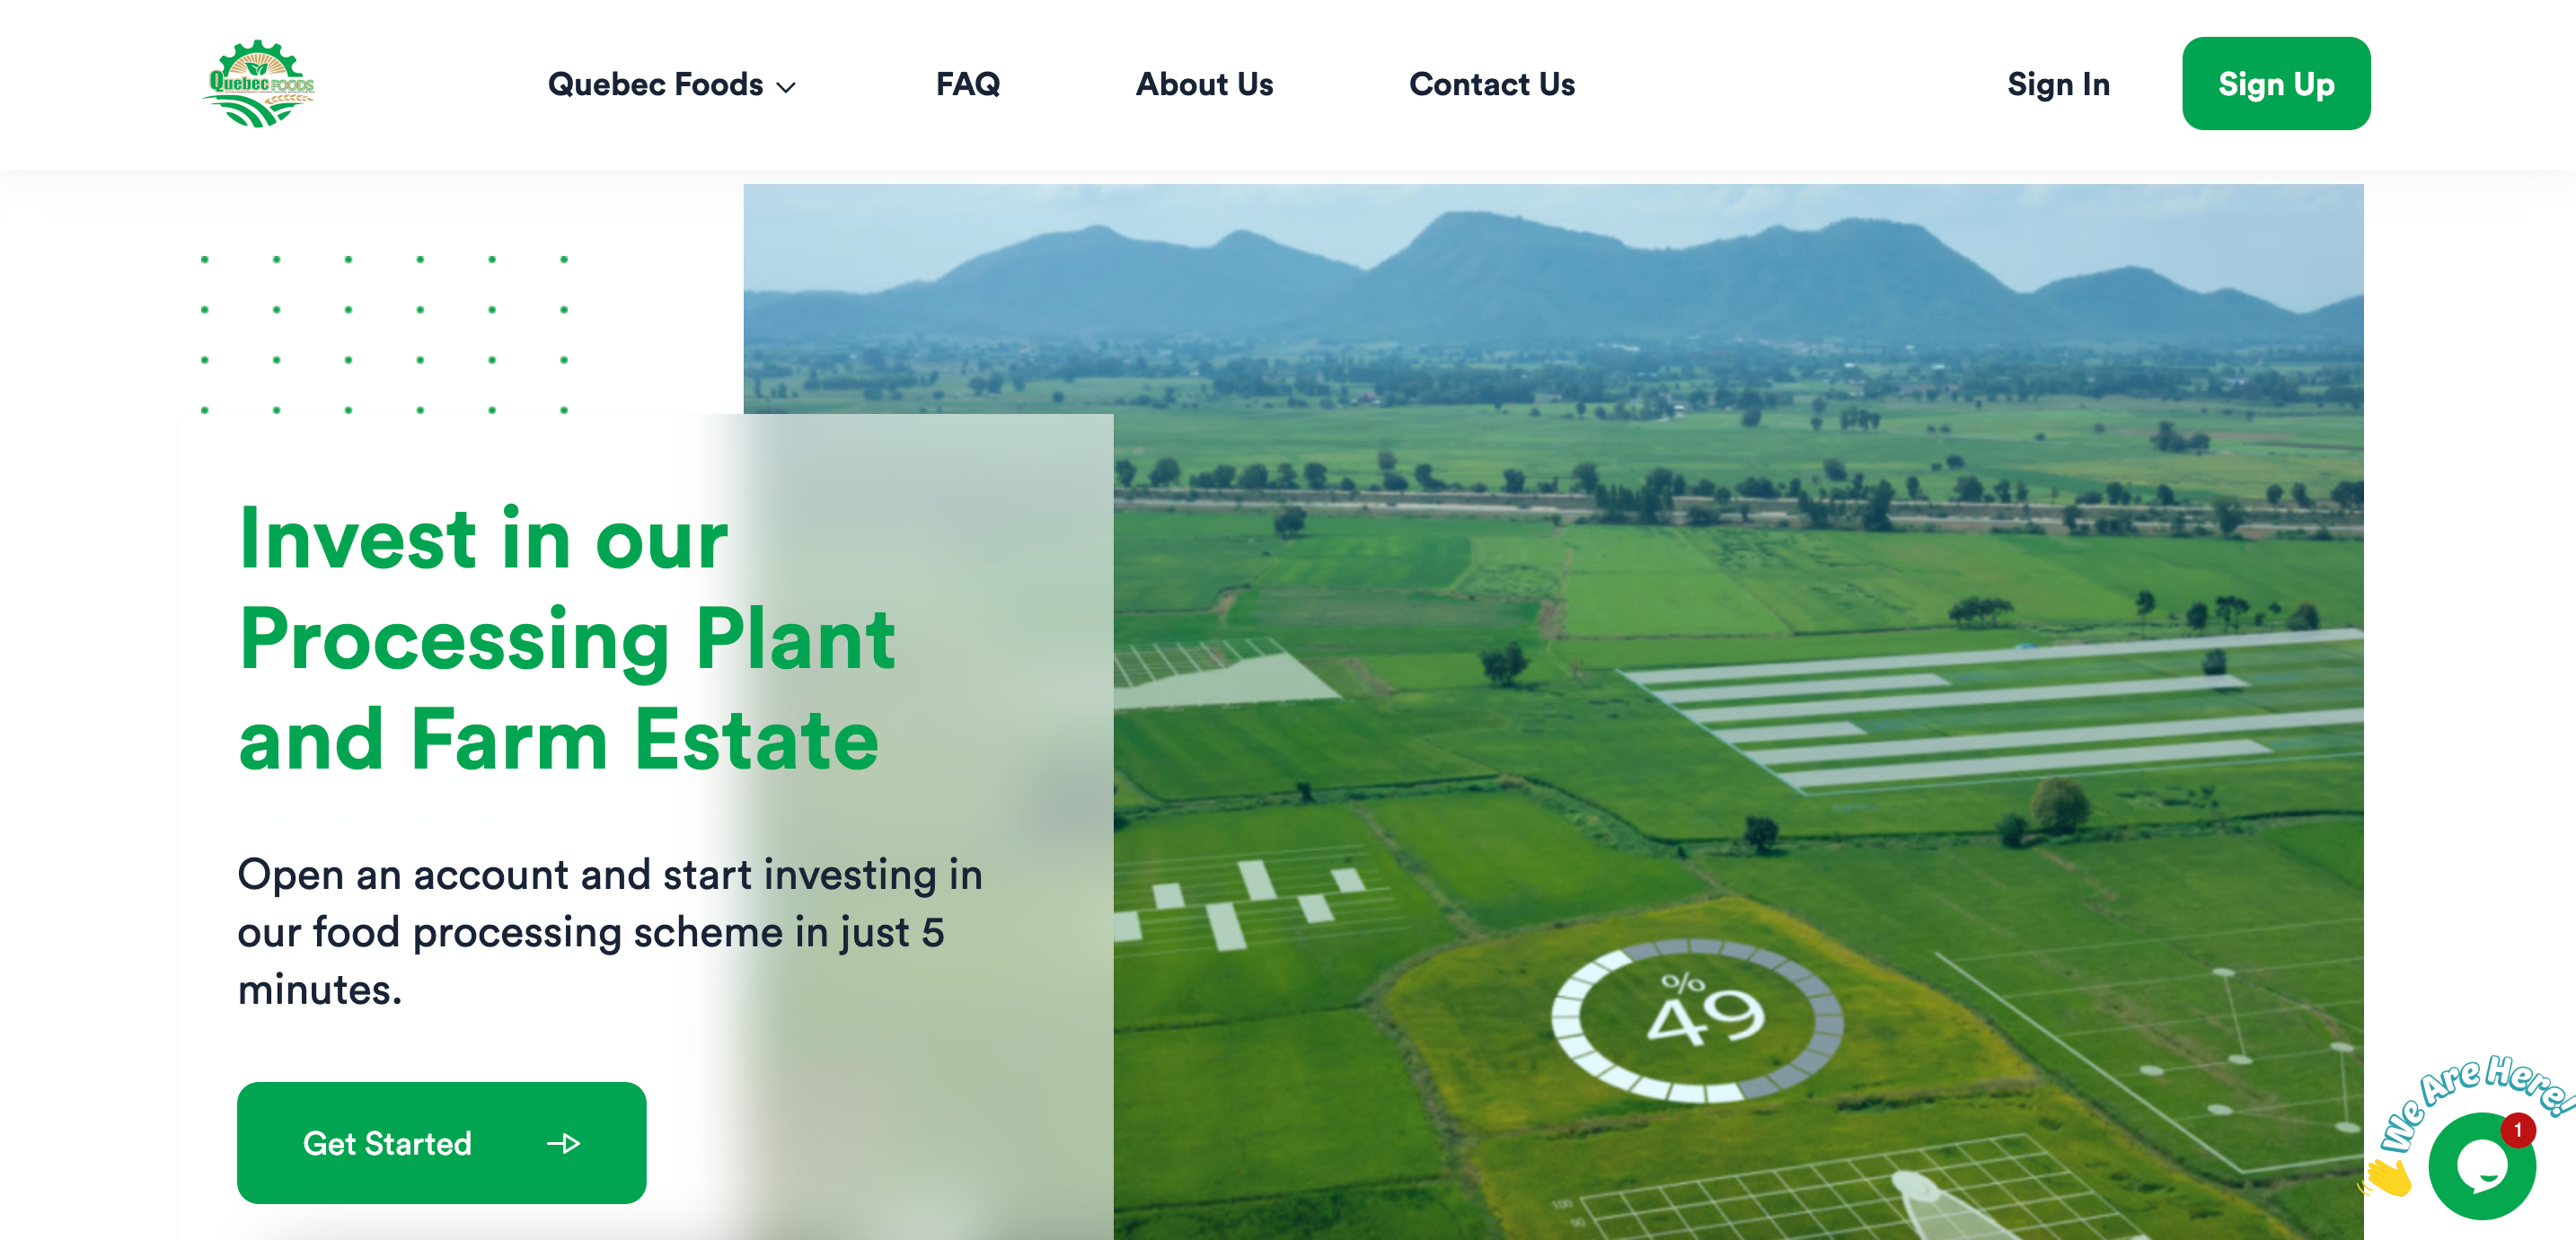 Quebec FOODS
Quebec Foods
FAQ
About Us
Contact Us
Sign In
Sign Up
Invest in our
Processing Plant
and Farm Estate
Open an account and start investing in
our food processing scheme in just 5
minutes.
Get Started
%
49
100
90
We Are Here!
1